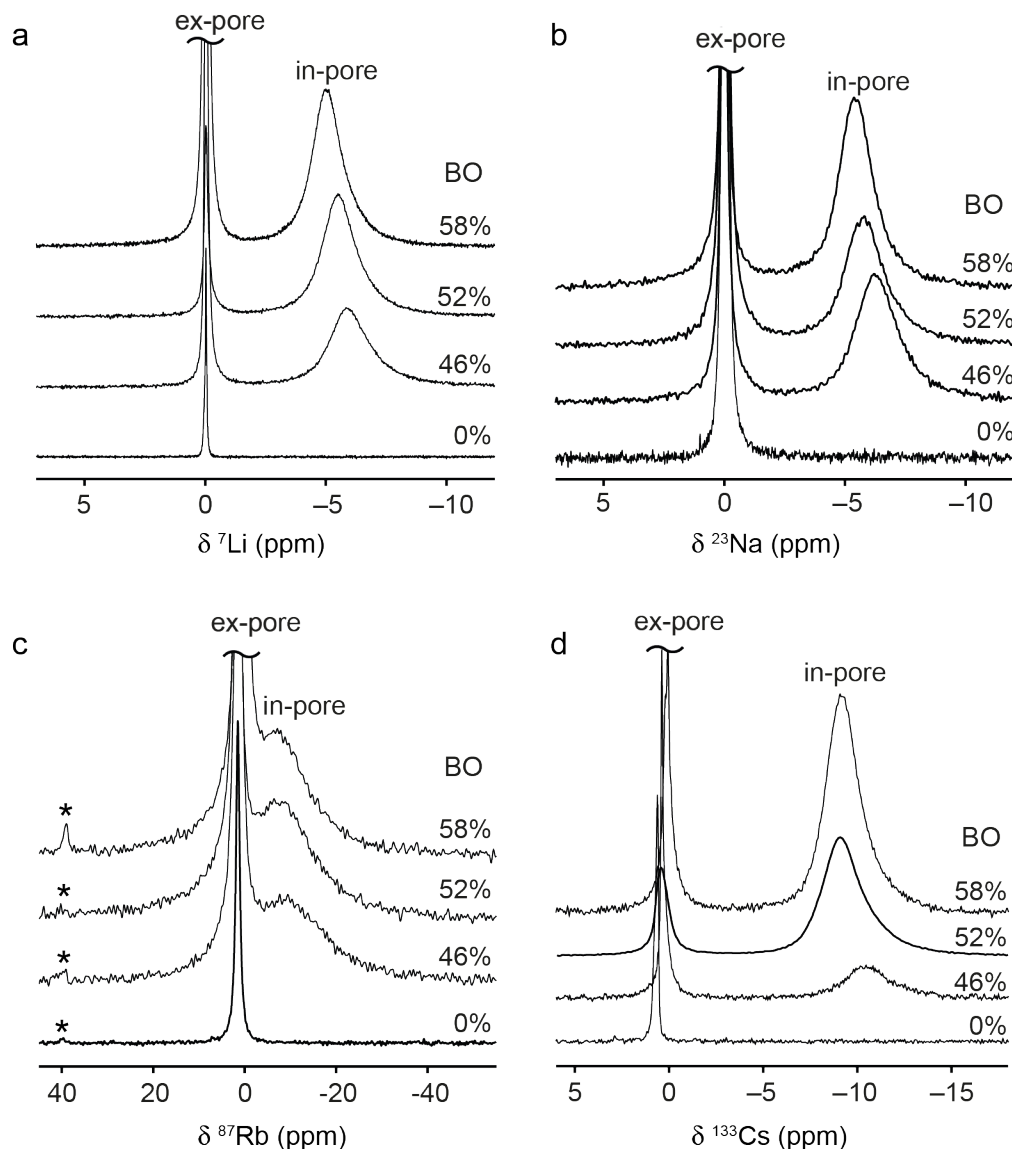 a
ex-pore
in-pore
BO
58%
52%
46%
0%
5 0 –5 –10
δ ⁷Li (ppm)
b
ex-pore
in-pore
BO
58%
52%
46%
0%
5 0 –5 –10
δ ²³Na (ppm)
c
ex-pore
in-pore
BO
* 58%
* 52%
* 46%
* 0%
40 20 0 -20 -40
δ ⁸⁷Rb (ppm)
d
ex-pore
in-pore
BO
58%
52%
46%
0%
5 0 –5 –10 –15
δ ¹³³Cs (ppm)